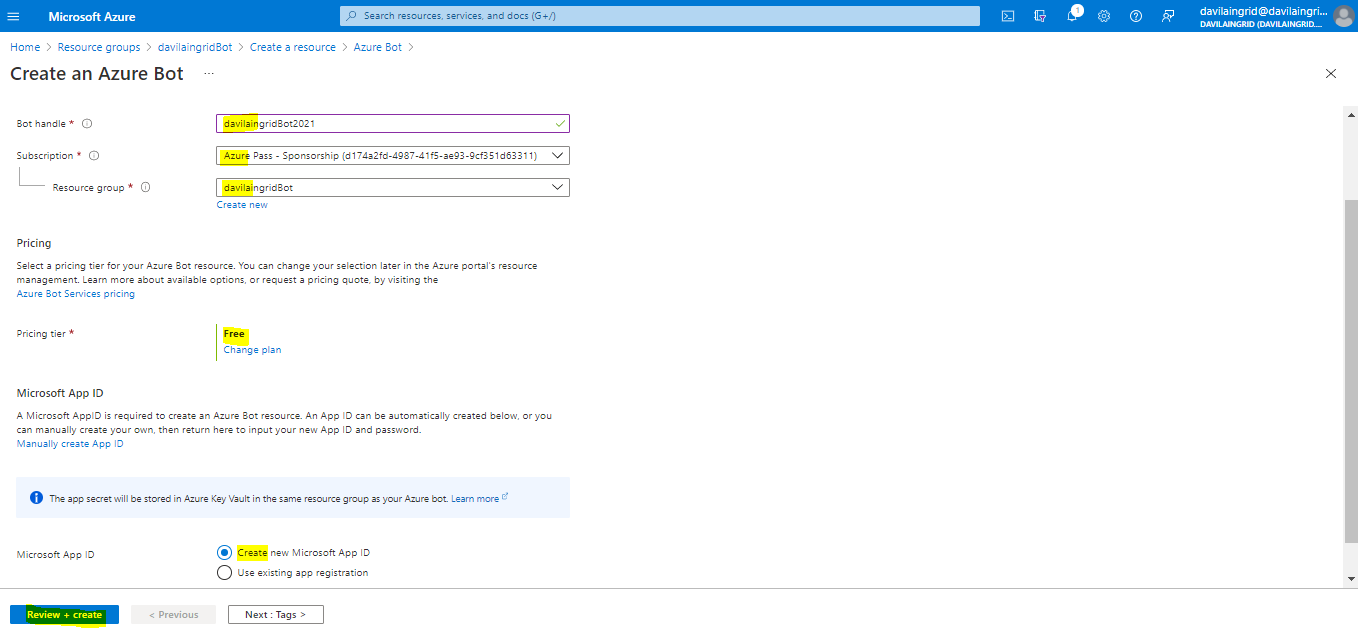 Microsoft Azure
Search resources, services, and docs (G+/)
1
davilaingrid@davilaingri...
DAVILAINGRID (DAVILAINGRID....
Home > Resource groups > davilaingridBot > Create a resource > Azure Bot >
Create an Azure Bot ...
Bot handle * davilaingridBot2021
Subscription * Azure Pass - Sponsorship (d174a2fd-4987-41f5-ae93-9cf351d63311)
Resource group * davilaingridBot
Create new
Pricing
Select a pricing tier for your Azure Bot resource. You can change your selection later in the Azure portal's resource
management. Learn more about available options, or request a pricing quote, by visiting the
Azure Bot Services pricing
Pricing tier * Free
Change plan
Microsoft App ID
A Microsoft AppID is required to create an Azure Bot resource. An App ID can be automatically created below, or you
can manually create your own, then return here to input your new App ID and password.
Manually create App ID
The app secret will be stored in Azure Key Vault in the same resource group as your Azure bot. Learn more
Microsoft App ID
Create new Microsoft App ID
Use existing app registration
Review + create
< Previous
Next : Tags >